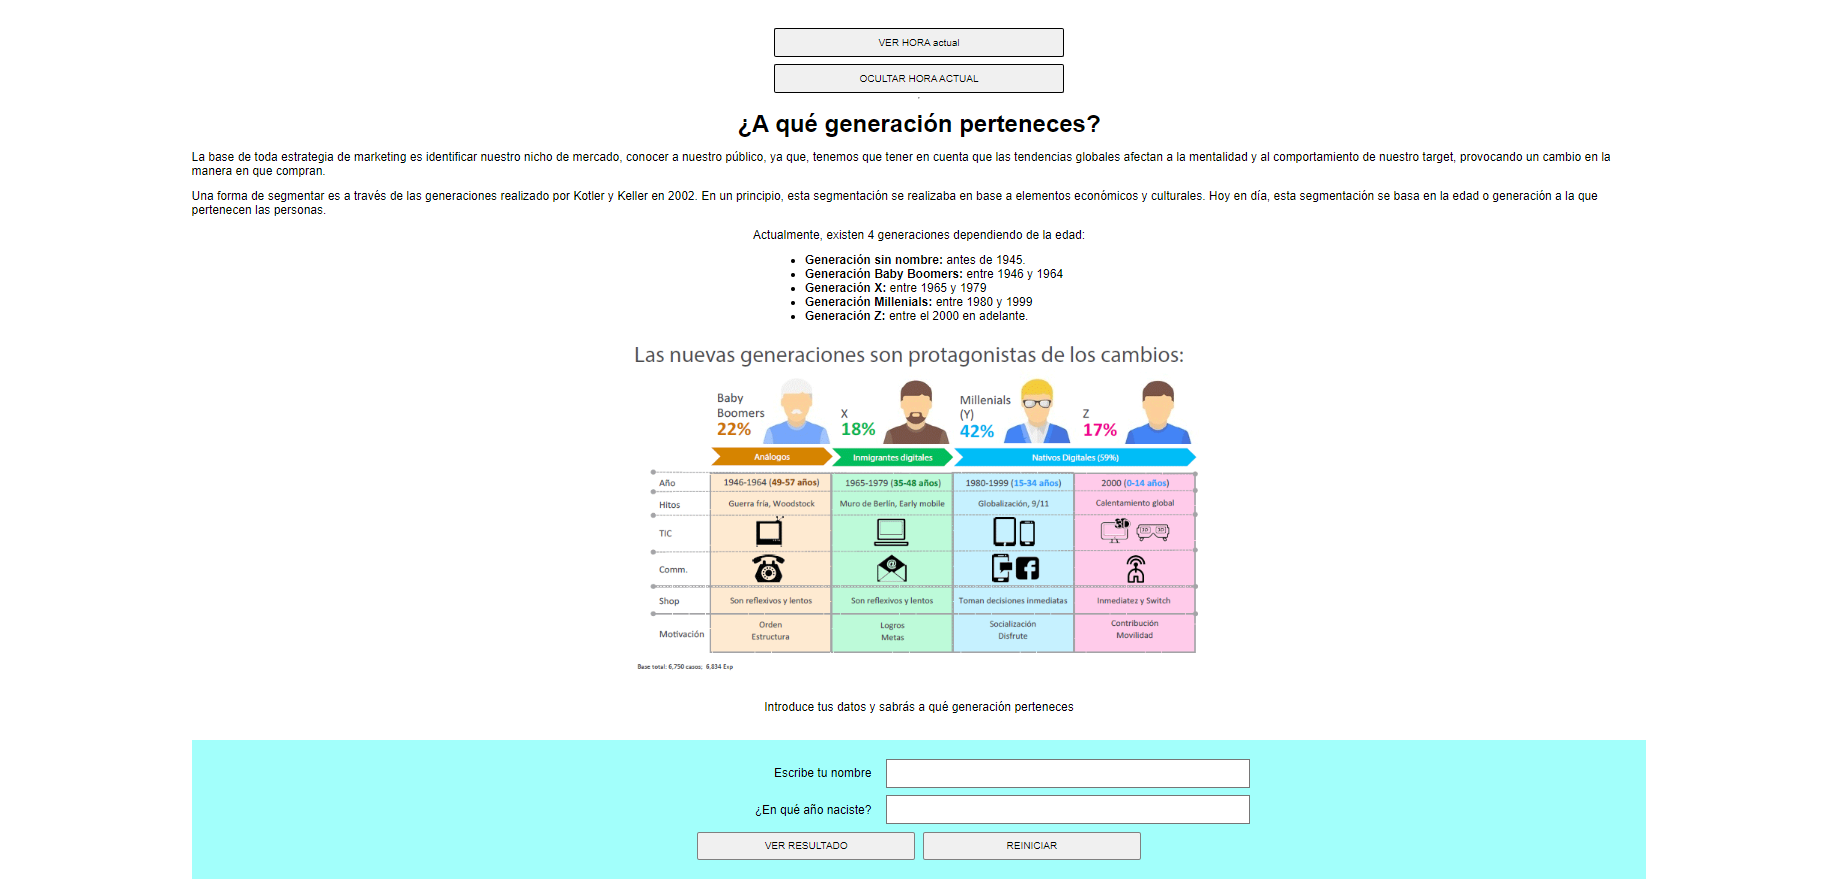 VER HORA actual
OCULTAR HORA ACTUAL
¿A qué generación perteneces?
La base de toda estrategia de marketing es identificar nuestro nicho de mercado, conocer a nuestro público, ya que, tenemos que tener en cuenta que las tendencias globales afectan a la mentalidad y al comportamiento de nuestro target, provocando un cambio en la
manera en que compran.
Una forma de segmentar es a través de las generaciones realizado por Kotler y Keller en 2002. En un principio, esta segmentación se realizaba en base a elementos económicos y culturales. Hoy en día, esta segmentación se basa en la edad o generación a la que
pertenecen las personas.
Actualmente, existen 4 generaciones dependiendo de la edad:
• Generación sin nombre: antes de 1945.
• Generación Baby Boomers: entre 1946 y 1964
• Generación X: entre 1965 y 1979
• Generación Millenials: entre 1980 y 1999
• Generación Z: entre el 2000 en adelante.
Las nuevas generaciones son protagonistas de los cambios:
Baby Boomers 22%
X 18%
Millenials (Y) 42%
Z 17%
Análogos Inmigrantes digitales Nativos Digitales (59%)
Año 1946-1964 (49-57 años) 1965-1979 (35-48 años) 1980-1999 (15-34 años) 2000 (0-14 años)
Hitos Guerra fría, Woodstock Muro de Berlín, Early mobile Globalización, 9/11 Calentamiento global
TIC 3D
Comm. @ f
Shop Son reflexivos y lentos Son reflexivos y lentos Toman decisiones inmediatas Inmediatez y Switch
Motivación Orden Estructura Logros Metas Socialización Disfrute Contribución Movilidad
Base total: 6,750 casos; 6,834 Exp
Introduce tus datos y sabrás a qué generación perteneces
Escribe tu nombre
¿En qué año naciste?
VER RESULTADO REINICIAR